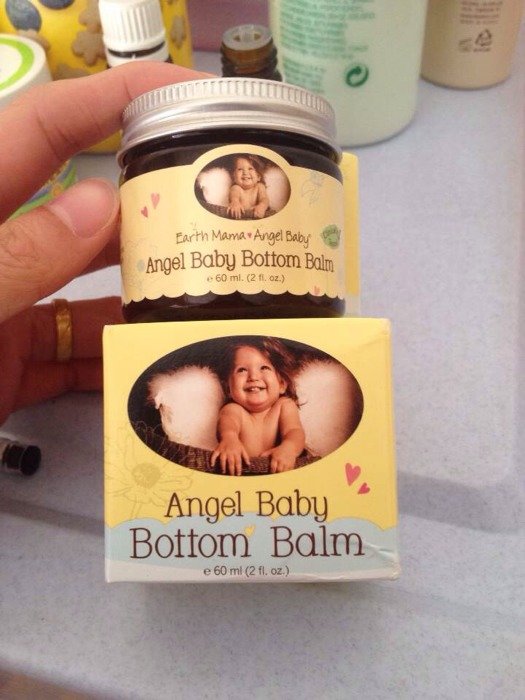 Earth Mama♥Angel Baby®
Angel Baby Bottom Balm
e 60 ml. (2 fl. oz.)
Angel Baby
Bottom Balm
e 60 ml (2 fl. oz.)